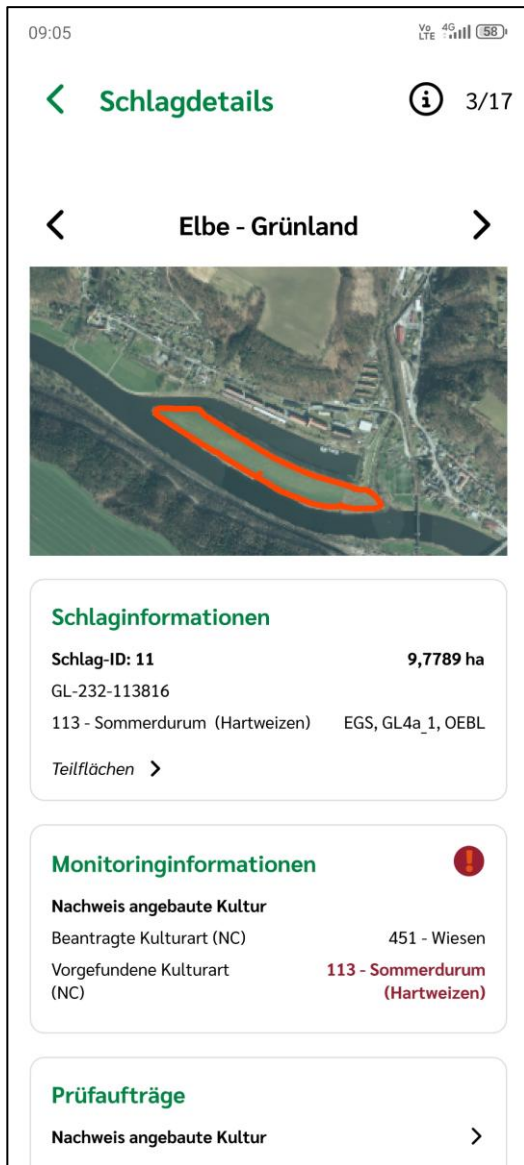 09:05 Vo LTE 4G 58
Schlagdetails 3/17
Elbe - Grünland
Schlaginformationen
Schlag-ID: 11 9,7789 ha
GL-232-113816
113 - Sommerdurum (Hartweizen) EGS, GL4a_1, OEBL
Teilflächen
Monitoringinformationen
Nachweis angebaute Kultur
Beantragte Kulturart (NC) 451 - Wiesen
Vorgefundene Kulturart 113 - Sommerdurum
(NC) (Hartweizen)
Prüfaufträge
Nachweis angebaute Kultur